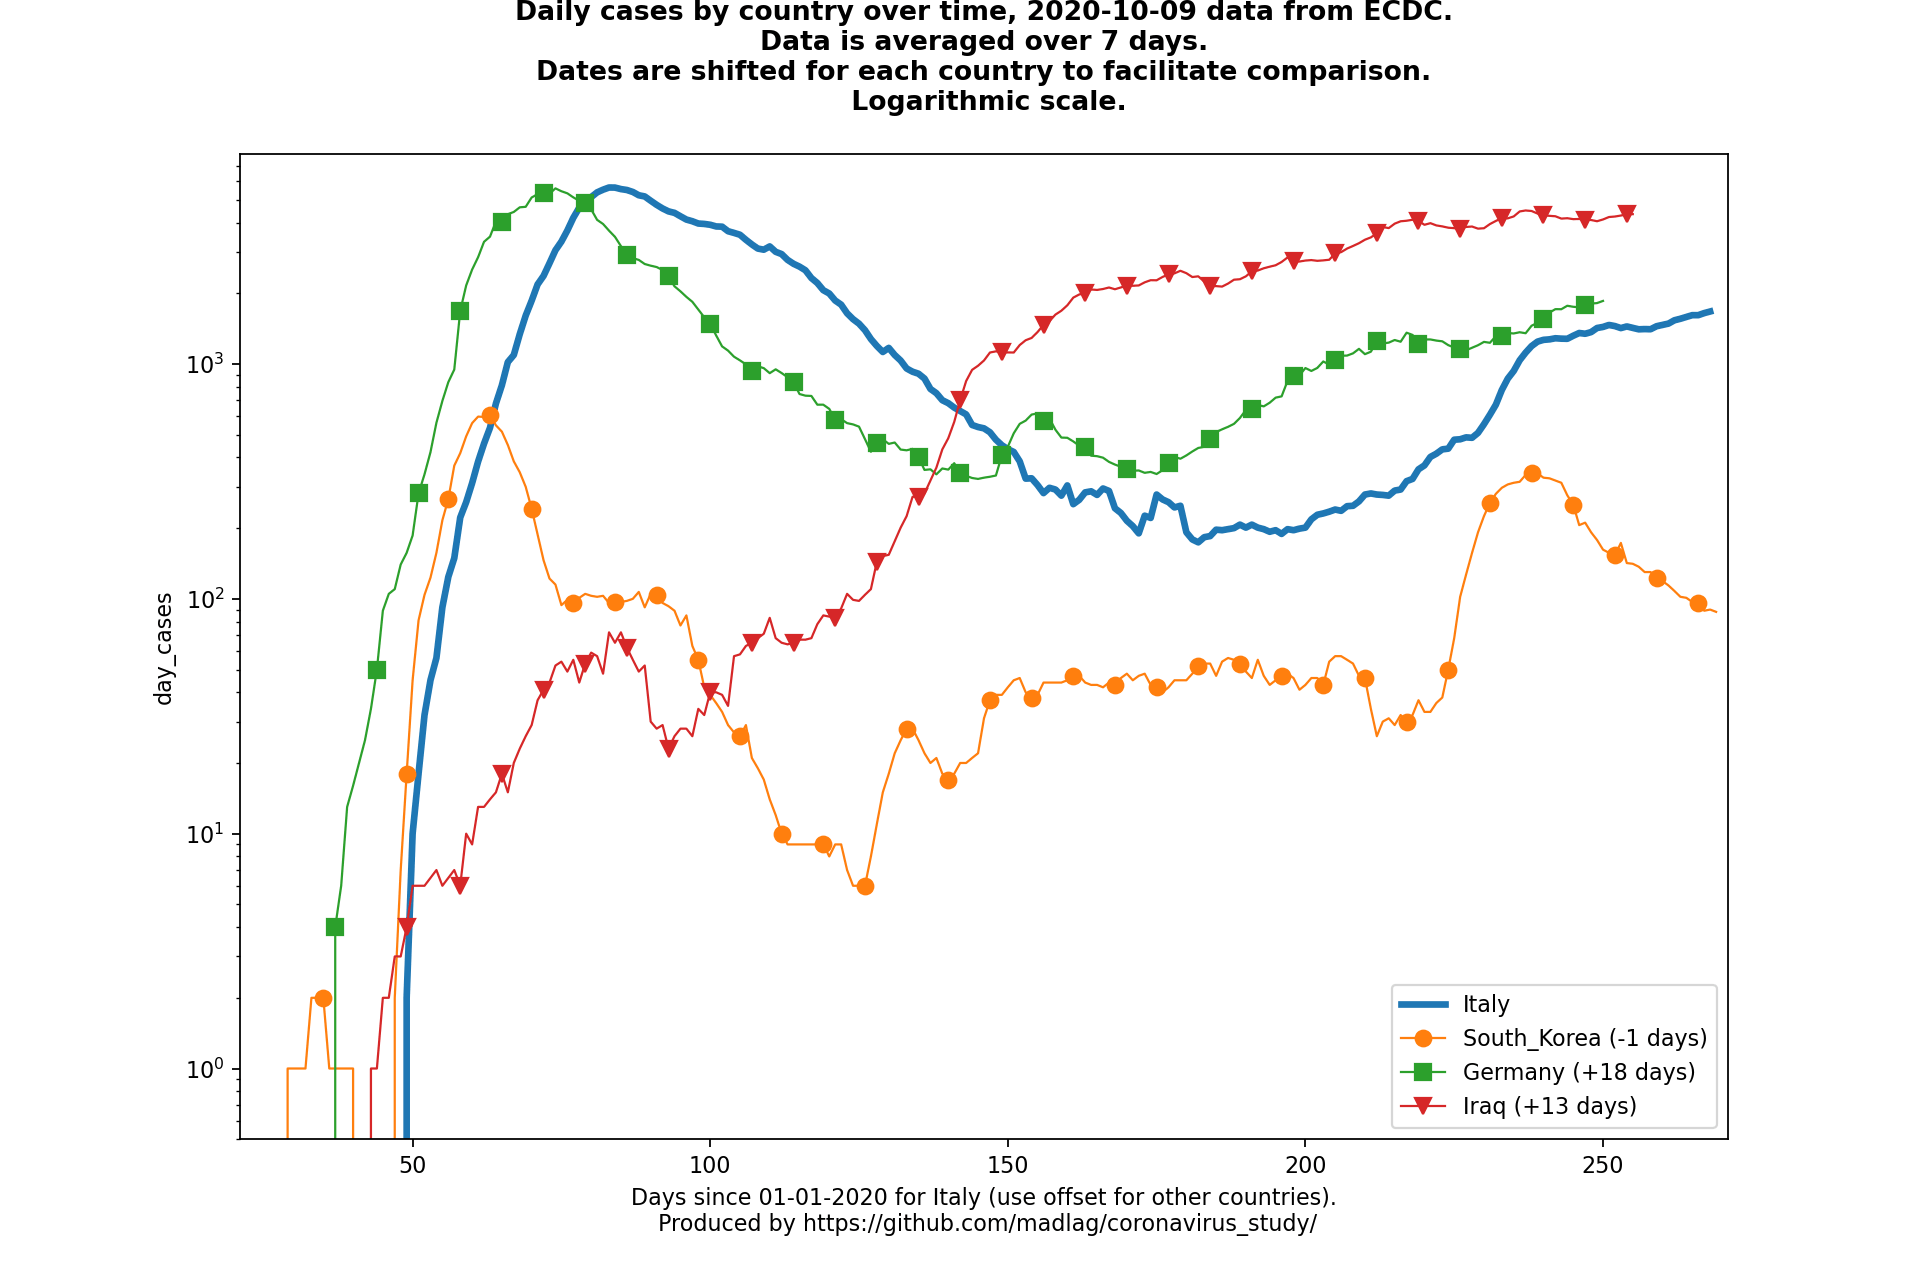 Daily cases by country over time, 2020-10-09 data from ECDC.
Data is averaged over 7 days.
Dates are shifted for each country to facilitate comparison.
Logarithmic scale.
day_cases
10³
10²
10¹
10⁰
50
100
150
200
250
Italy
South_Korea (-1 days)
Germany (+18 days)
Iraq (+13 days)
Days since 01-01-2020 for Italy (use offset for other countries).
Produced by https://github.com/madlag/coronavirus_study/